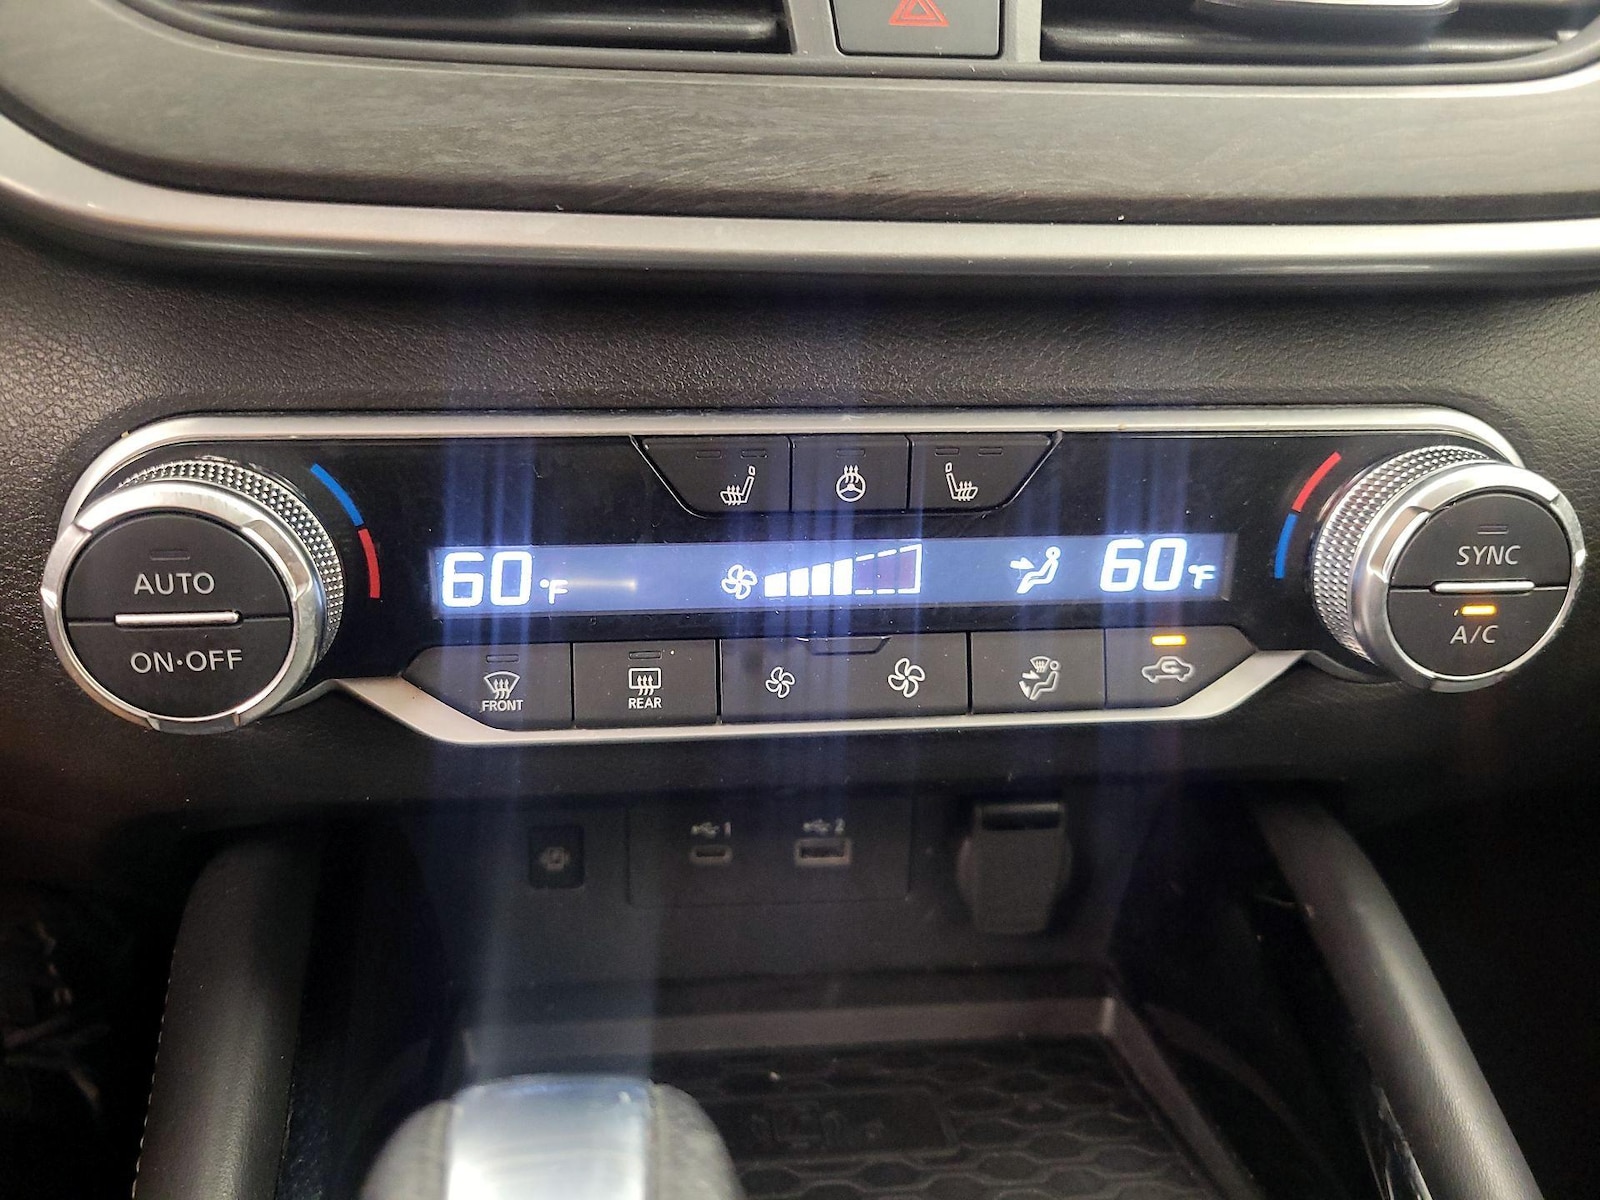 60°F
60°F
AUTO
ON•OFF
SYNC
A/C
FRONT
REAR
1
2